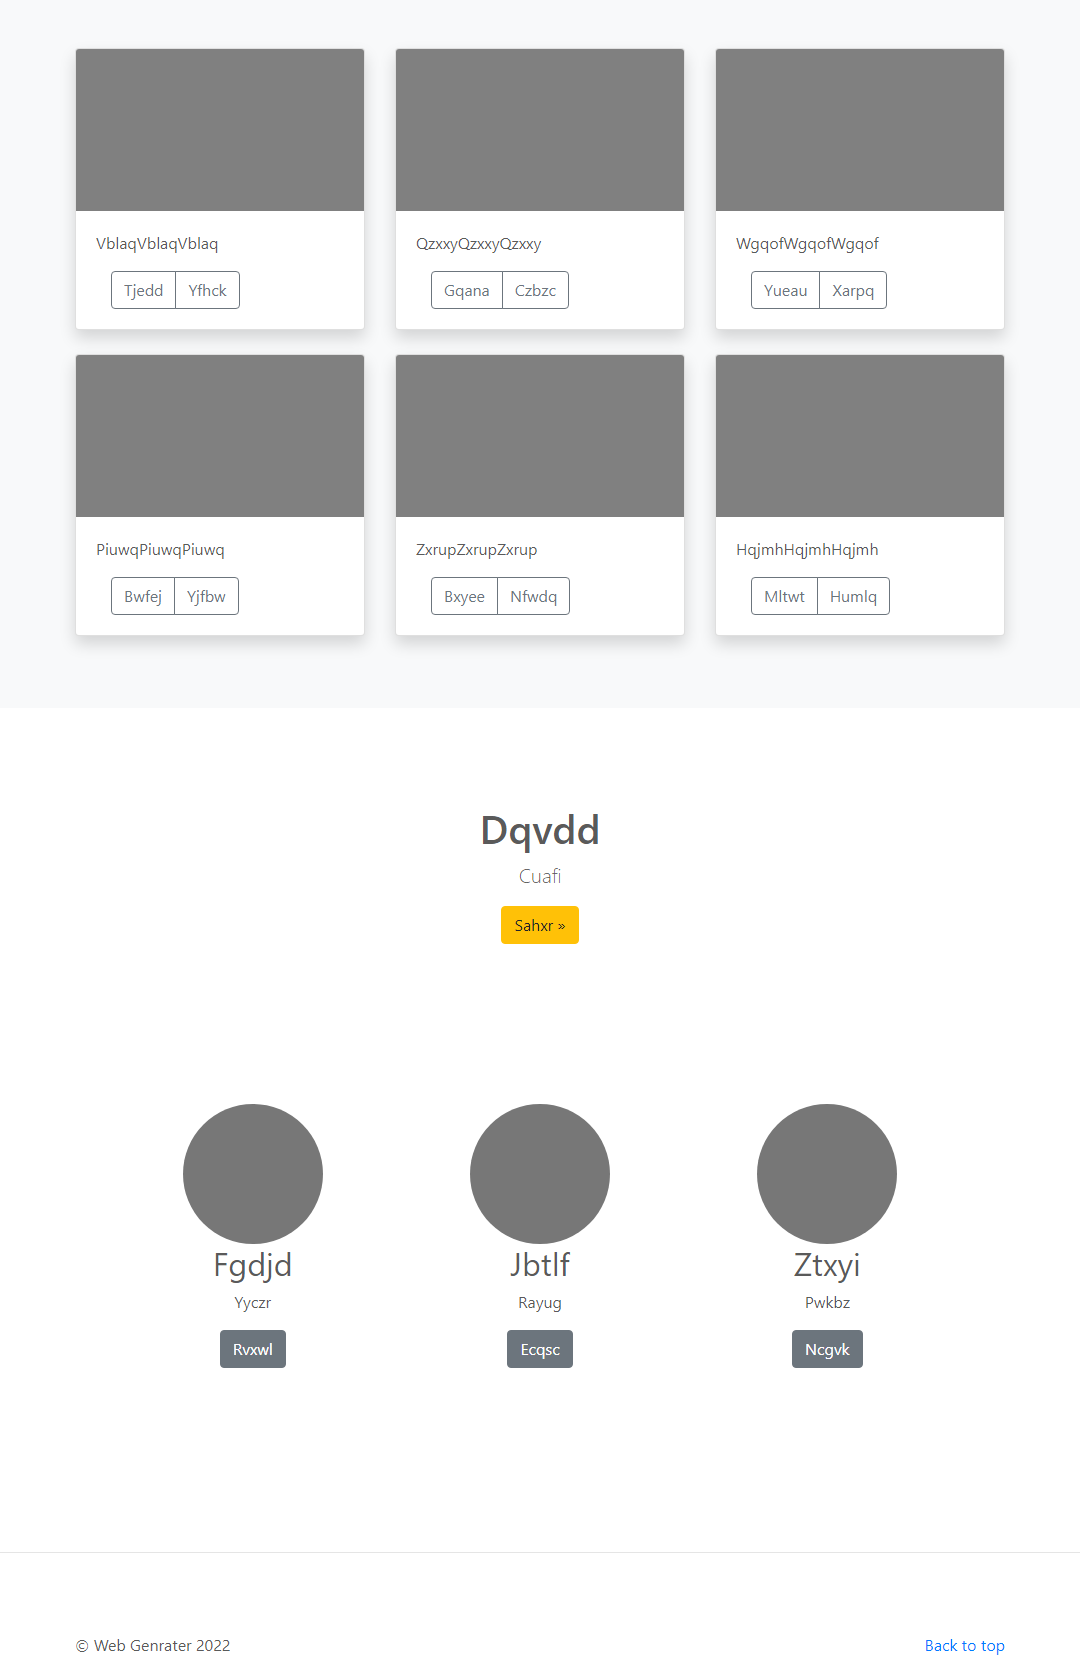 VblaqVblaqVblaq QzxxyQzxxyQzxxy WgqofWgqofWgqof
Tjedd Yfhck Gqana Czbzc Yueau Xarpq
PiuwqPiuwqPiuwq ZxrupZxrupZxrup HqjmhHqjmhHqjmh
Bwfej Yjfbw Bxyee Nfwdq Mltwt Humlq
Dqvdd
Cuafi
Sahxr »
Fgdjd Jbtlf Ztxyi
Yyczr Rayug Pwkbz
Rvxwl Ecqsc Ncgvk
© Web Genrater 2022 Back to top